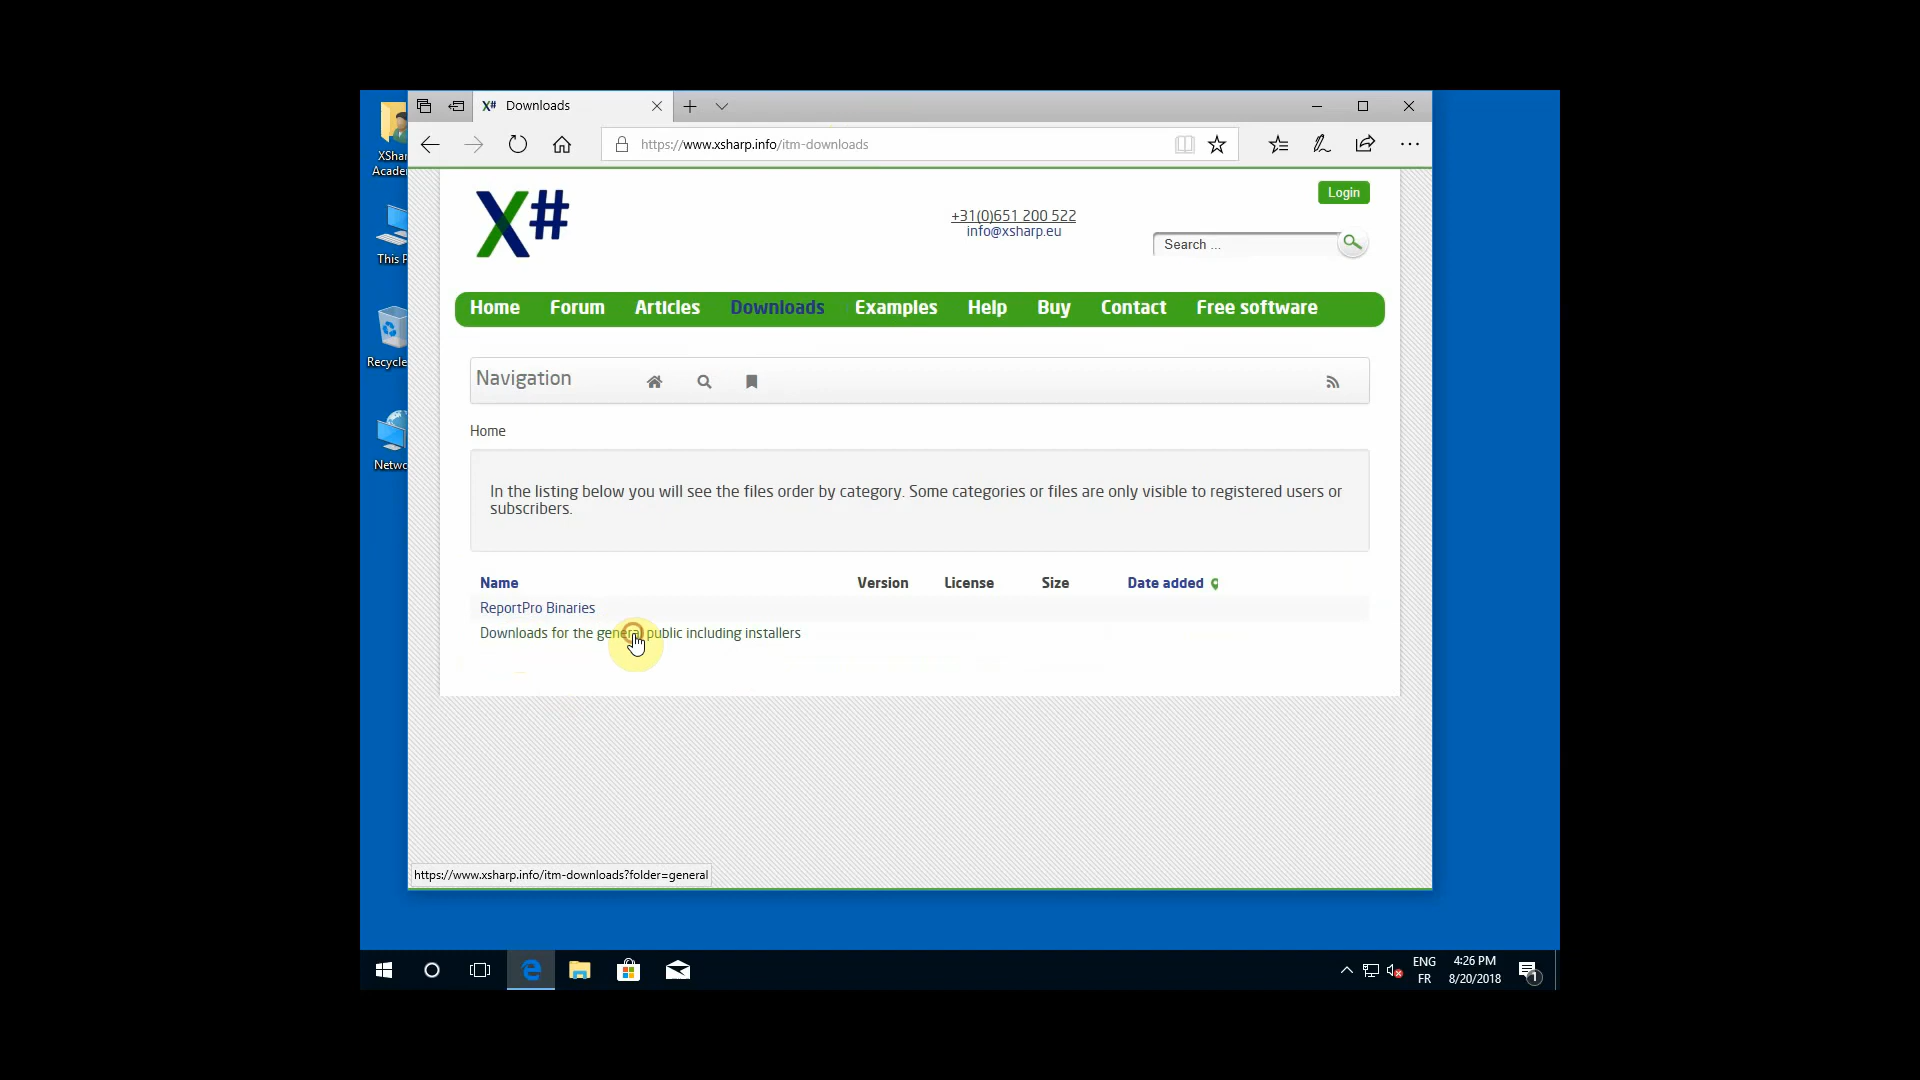 X# Downloads
https://www.xsharp.info/itm-downloads
XShar
Acade
This P
Recycle
Netwo
X#
Login
+31(0)651 200 522
info@xsharp.eu
Search ...
Home Forum Articles Downloads Examples Help Buy Contact Free software
Navigation
Home
In the listing below you will see the files order by category. Some categories or files are only visible to registered users or
subscribers.
Name Version License Size Date added
ReportPro Binaries
Downloads for the general public including installers
https://www.xsharp.info/itm-downloads?folder=general
ENG
FR
4:26 PM
8/20/2018
1